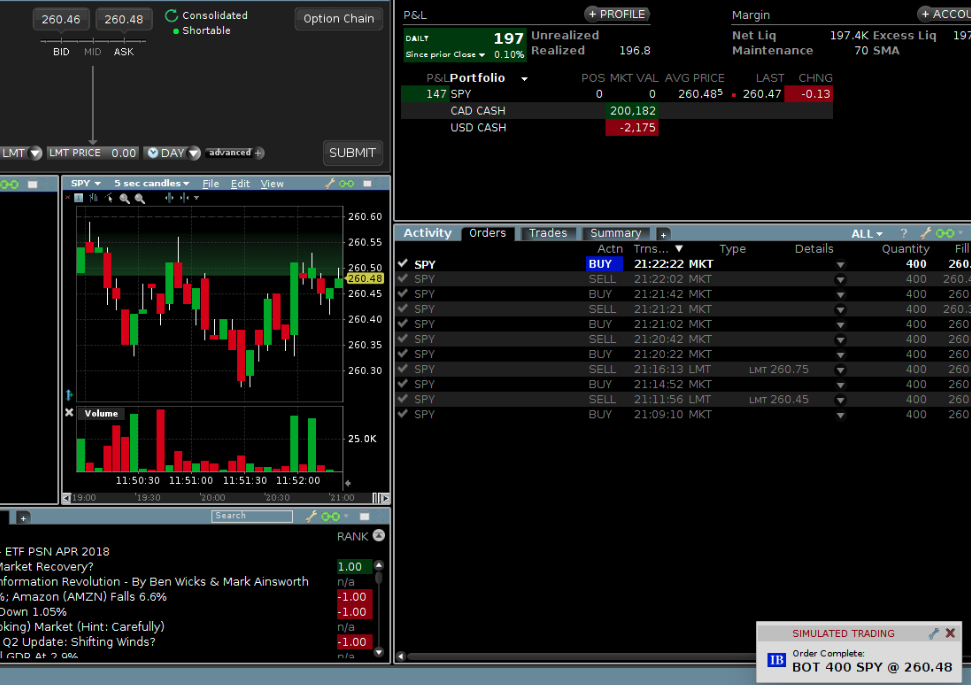 260.46 260.48 Consolidated
Shortable
Option Chain
BID MID ASK
LMT LMT PRICE 0.00 DAY advanced SUBMIT
P&L + PROFILE Margin + ACCOU
DAILY 197 Unrealized Net Liq 197.4K Excess Liq 197
Since prior Close 0.10% Realized 196.8 Maintenance 70 SMA
P&L Portfolio POS MKT VAL AVG PRICE LAST CHNG
147 SPY 0 0 260.48⁵ 260.47 -0.13
CAD CASH 200,182
USD CASH -2,175
SPY 5 sec candles File Edit View
260.60
260.55
260.50
260.48
260.45
260.40
260.35
260.30
Volume
25.0K
11:50:30 11:51:00 11:51:30 11:52:00
19:00 '19:30 '20:00 '20:30 '21:00
Activity Orders Trades Summary + ALL ?
Actn Trns... Type Details Quantity Fill
SPY BUY 21:22:22 MKT 400 260.
SPY SELL 21:22:02 MKT 400 260.4
SPY BUY 21:21:42 MKT 400 260
SPY SELL 21:21:21 MKT 400 260.3
SPY BUY 21:21:02 MKT 400 260
SPY SELL 21:20:42 MKT 400 260
SPY BUY 21:20:22 MKT 400 260
SPY SELL 21:16:13 LMT LMT 260.75 400 260
SPY BUY 21:14:52 MKT 400 260
SPY SELL 21:11:56 LMT LMT 260.45 400 260
SPY BUY 21:09:10 MKT 400 260
+ Search
RANK
- ETF PSN APR 2018
Market Recovery? 1.00
nformation Revolution - By Ben Wicks & Mark Ainsworth n/a
%; Amazon (AMZN) Falls 6.6% -1.00
Down 1.05% -1.00
oking) Market (Hint: Carefully) n/a
Q2 Update: Shifting Winds? -1.00
GDP At 2.9% n/a
SIMULATED TRADING
IB Order Complete:
BOT 400 SPY @ 260.48